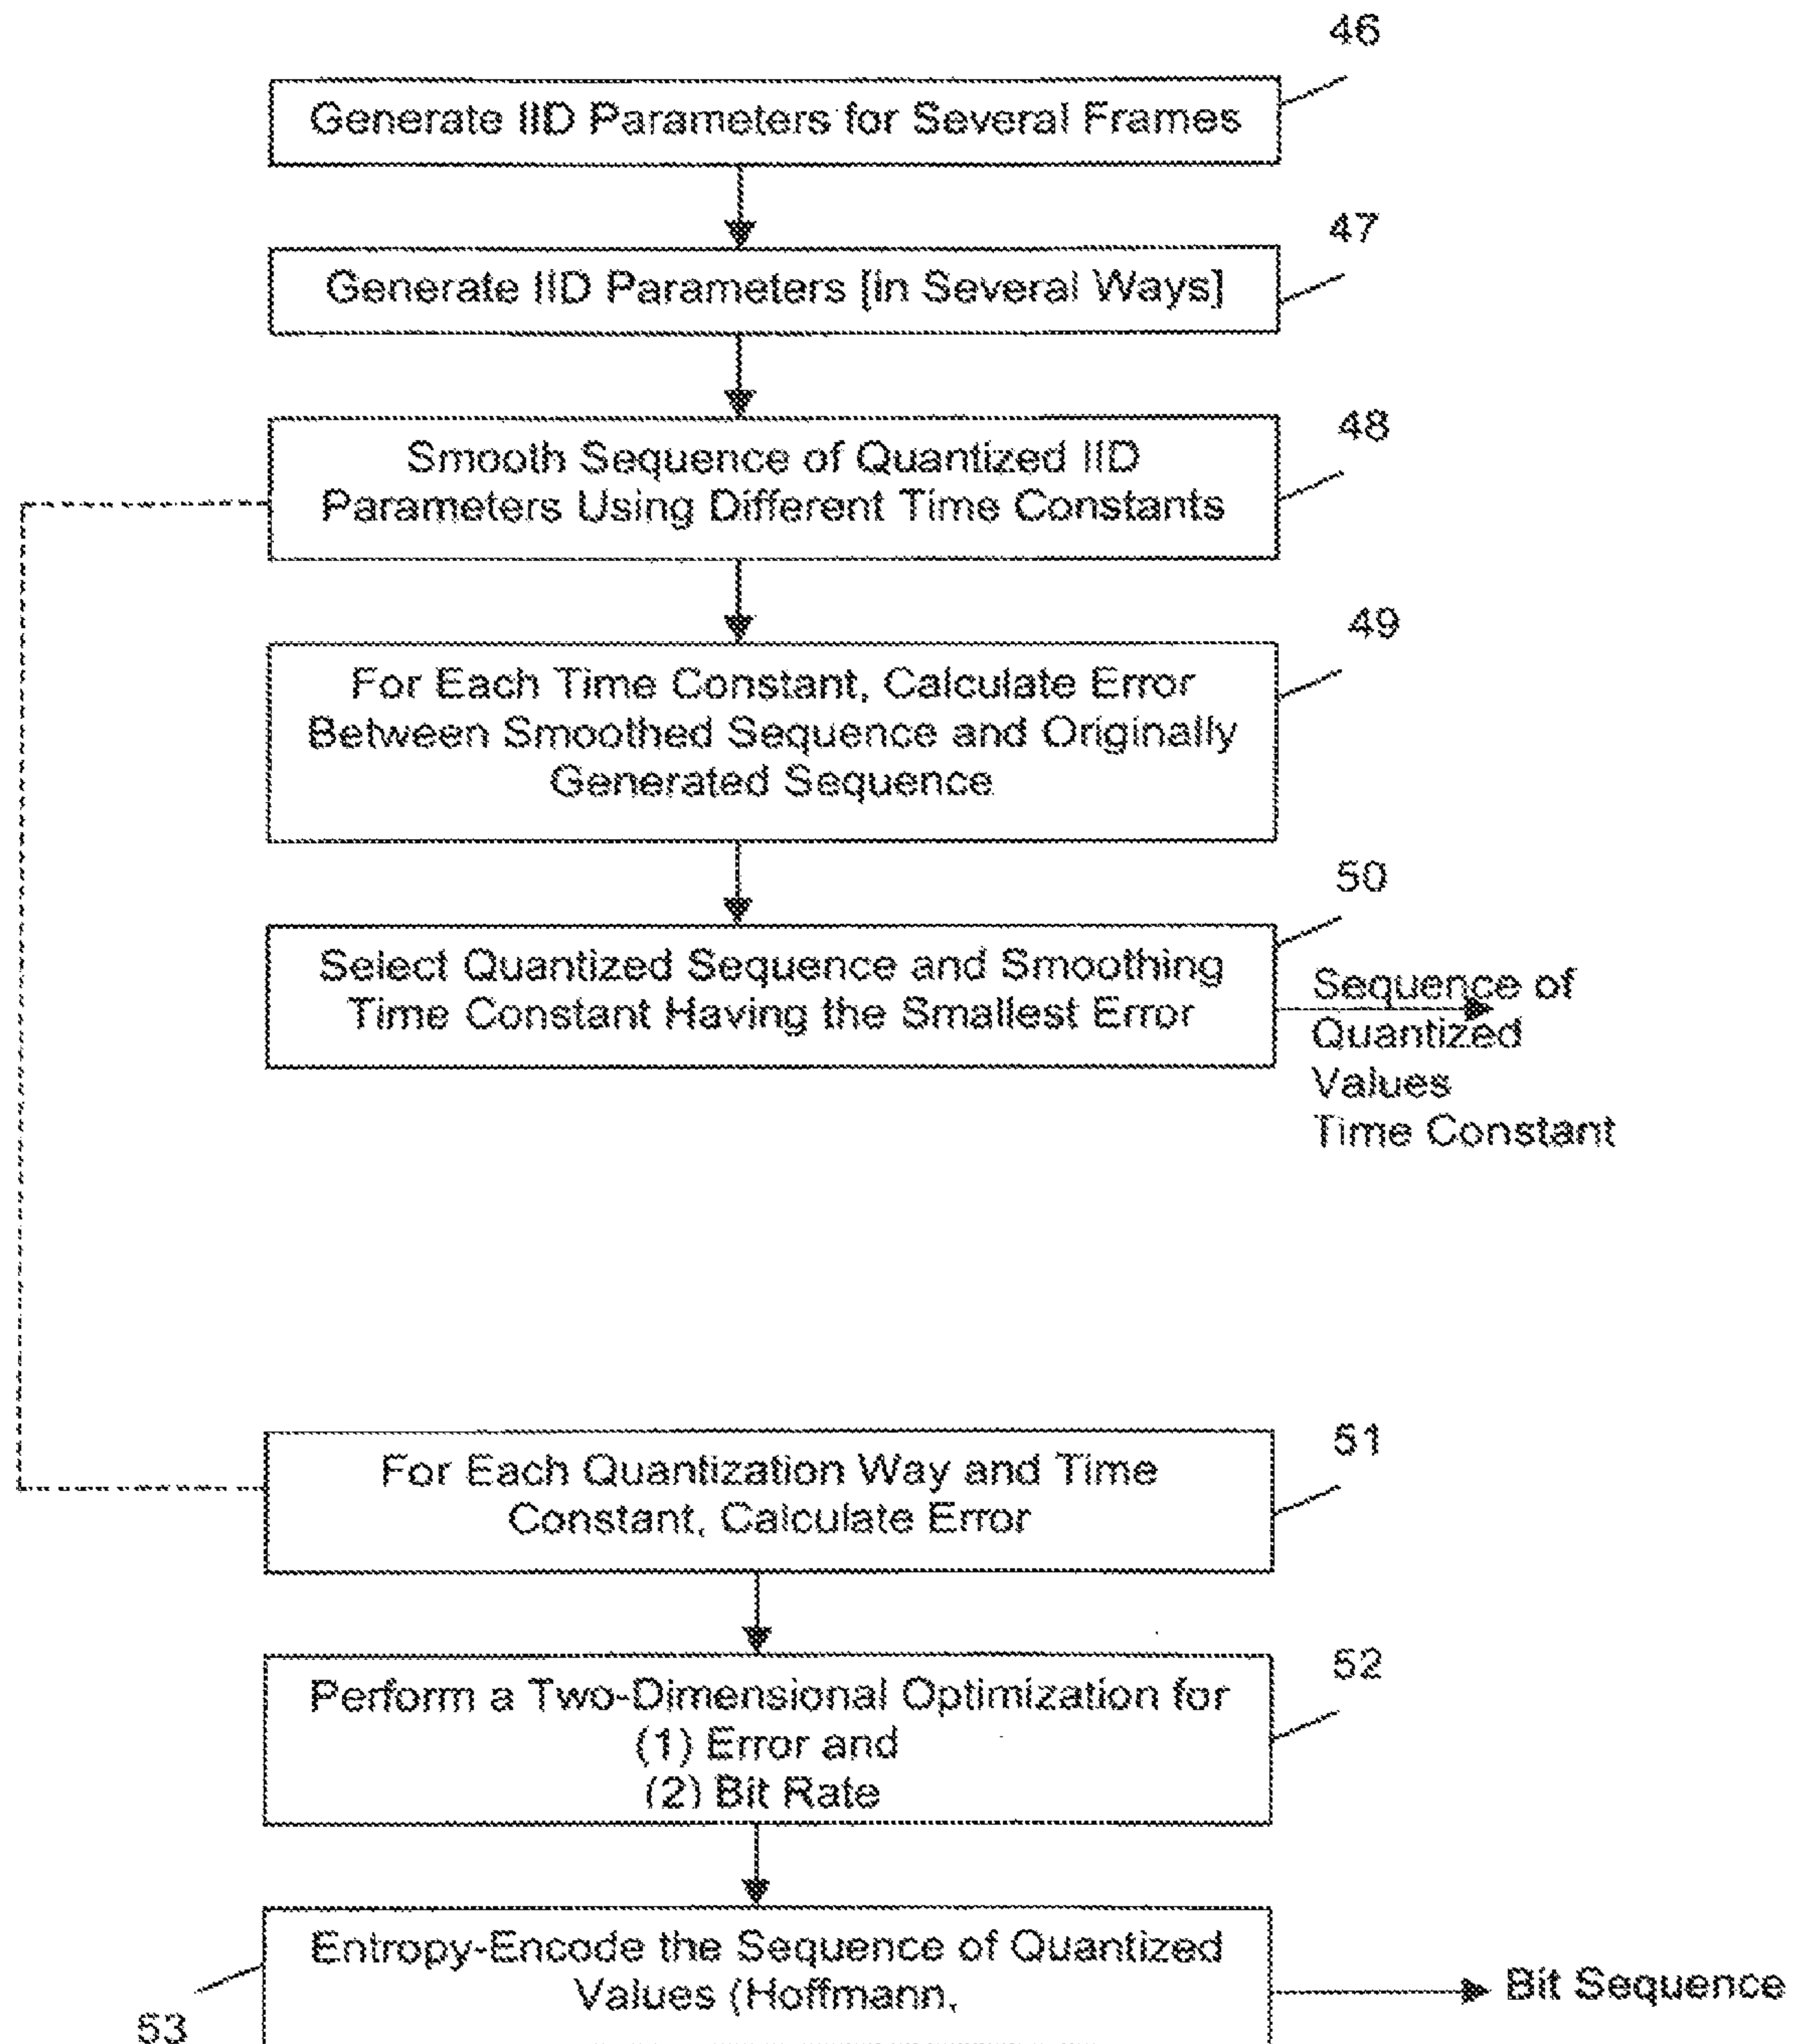 46
Generate IID Parameters for Several Frames
47
Generate IID Parameters [in Several Ways]
48
Smooth Sequence of Quantized IID
Parameters Using Different Time Constants
49
For Each Time Constant, Calculate Error
Between Smoothed Sequence and Originally
Generated Sequence
50
Select Quantized Sequence and Smoothing
Time Constant Having the Smallest Error
Sequence of
Quantized
Values
Time Constant
51
For Each Quantization Way and Time
Constant, Calculate Error
52
Perform a Two-Dimensional Optimization for
(1) Error and
(2) Bit Rate
Entropy-Encode the Sequence of Quantized
Values (Hoffmann,
Bit Sequence
53